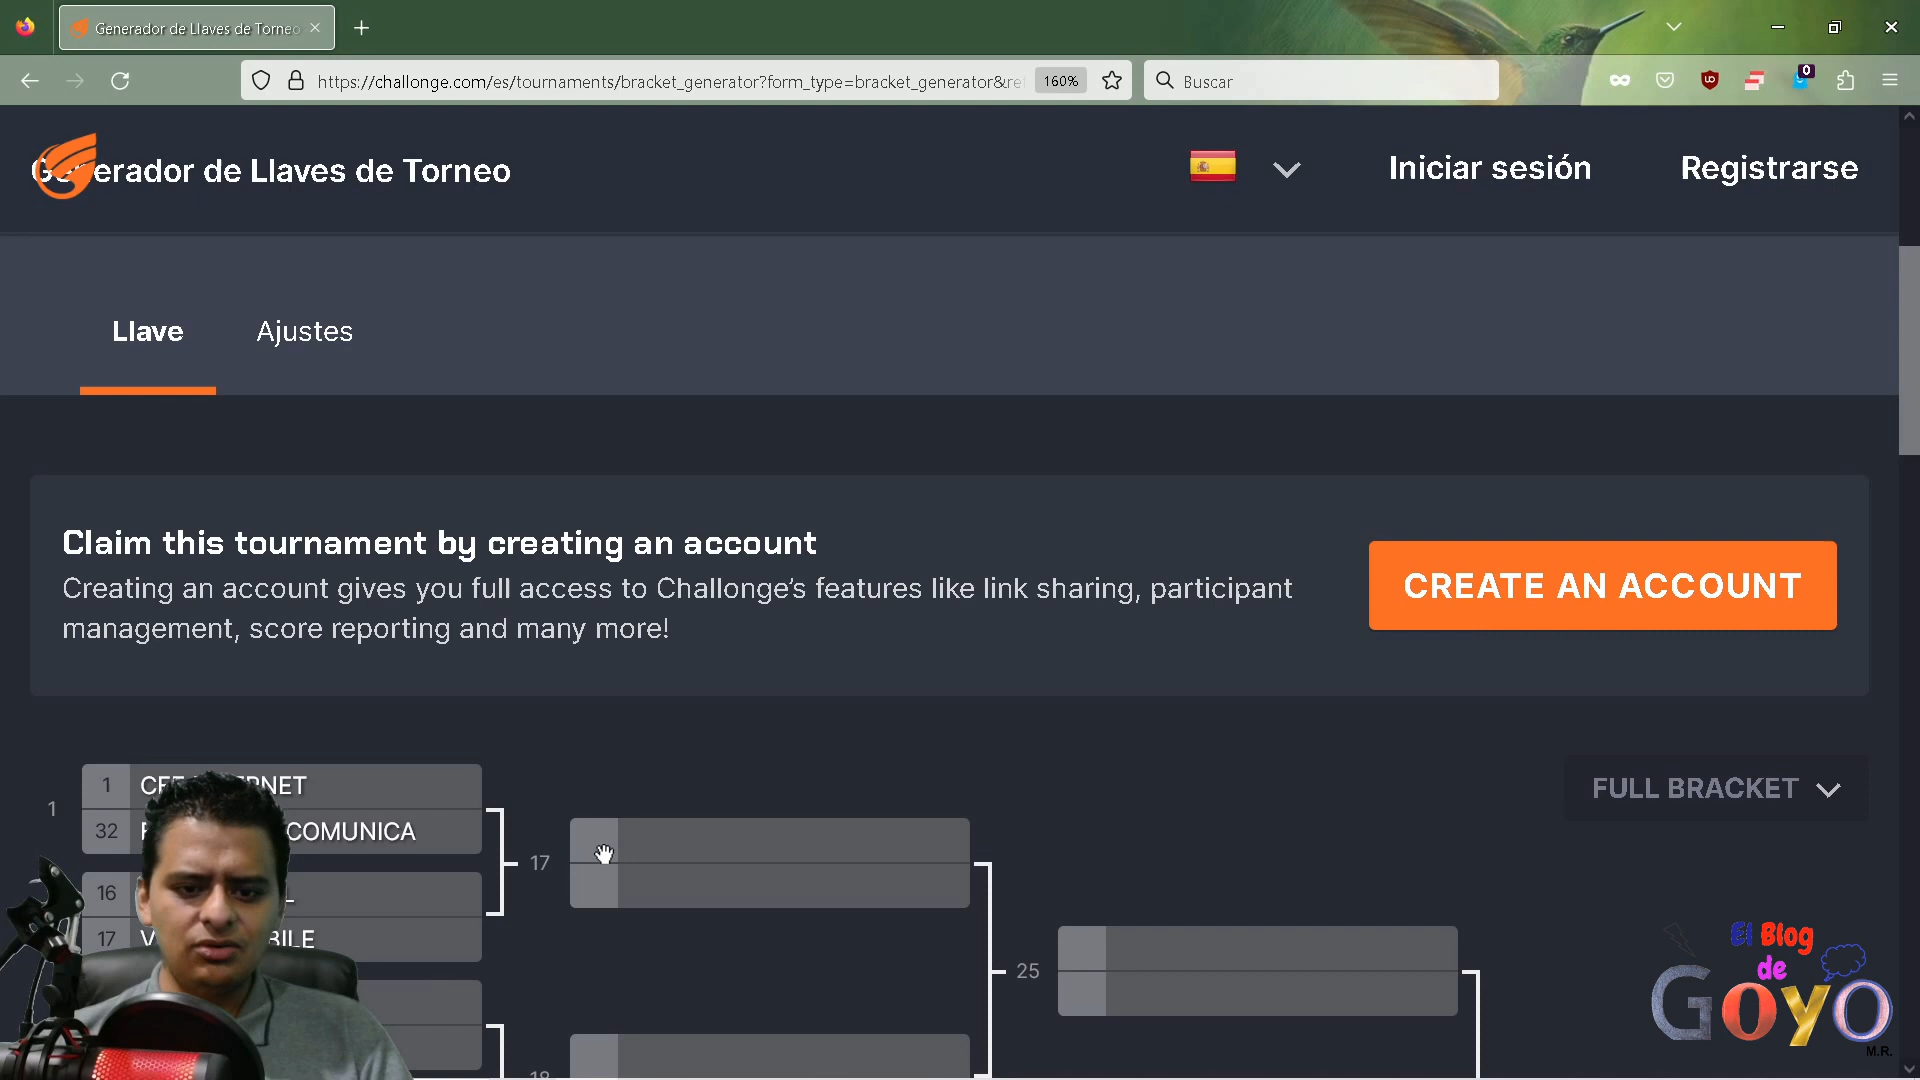 Generador de Llaves de Torneo
https://challonge.com/es/tournaments/bracket_generator?form_type=bracket_generator&re
160%
Buscar
0
Generador de Llaves de Torneo
Iniciar sesión
Registrarse
Llave
Ajustes
Claim this tournament by creating an account
Creating an account gives you full access to Challonge's features like link sharing, participant
management, score reporting and many more!
CREATE AN ACCOUNT
FULL BRACKET
1
1
32 COMUNICA
16
17
17
25
18
El Blog
de
GOYO
M.R.